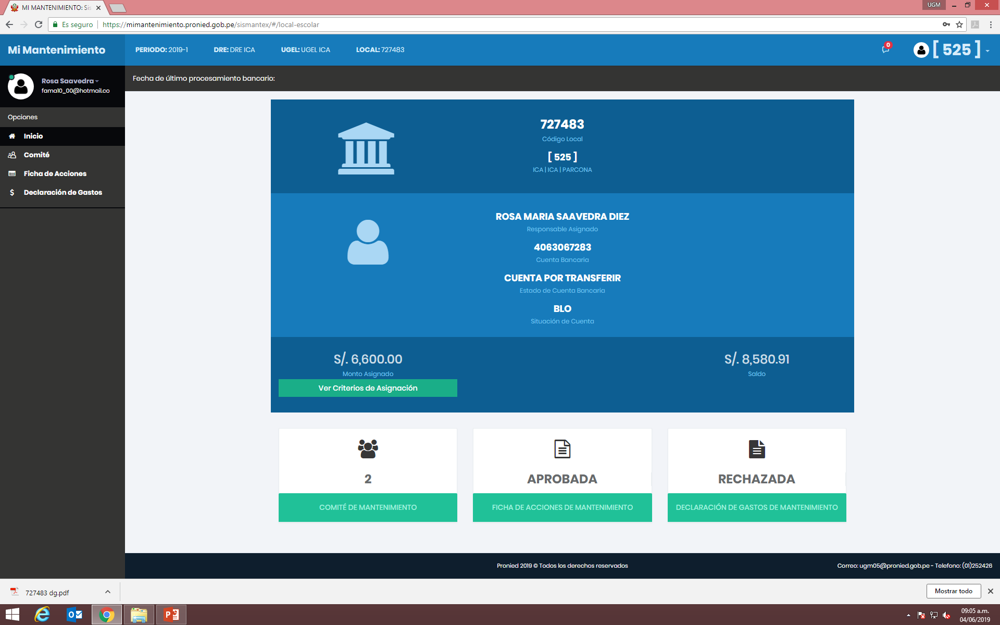 MI MANTENIMIENTO: Sis
UGM
Es seguro
https://mimantenimiento.pronied.gob.pe/sismantex/#/local-escolar
Mi Mantenimiento
PERIODO: 2019-1
DRE: DRE ICA
UGEL: UGEL ICA
LOCAL: 727483
0
[ 525 ]
Rosa Saavedra
fama10_00@hotmail.co
Fecha de último procesamiento bancario:
Opciones
Inicio
Comité
Ficha de Acciones
Declaración de Gastos
727483
Código Local
[ 525 ]
ICA | ICA | PARCONA
ROSA MARIA SAAVEDRA DIEZ
Responsable Asignado
4063067283
Cuenta Bancaria
CUENTA POR TRANSFERIR
Estado de Cuenta Bancaria
BLO
Situación de Cuenta
S/. 6,600.00
Monto Asignado
Ver Criterios de Asignación
S/. 8,580.91
Saldo
2
COMITÉ DE MANTENIMIENTO
APROBADA
FICHA DE ACCIONES DE MANTENIMIENTO
RECHAZADA
DECLARACIÓN DE GASTOS DE MANTENIMIENTO
Pronied 2019 © Todos los derechos reservados
Correo: ugm05@pronied.gob.pe - Telefono: (01)252426
727483 dg.pdf
Mostrar todo
09:05 a.m.
04/06/2019